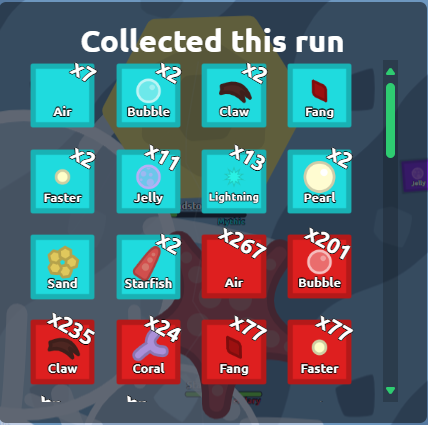 Collected this run
x7 x2 x2
Air Bubble Claw Fang
x2 x11 x13 x2
Faster Jelly Lightning Pearl
x2 x267 x201
Sand Starfish Air Bubble
x235 x24 x77 x77
Claw Coral Fang Faster
Jelly